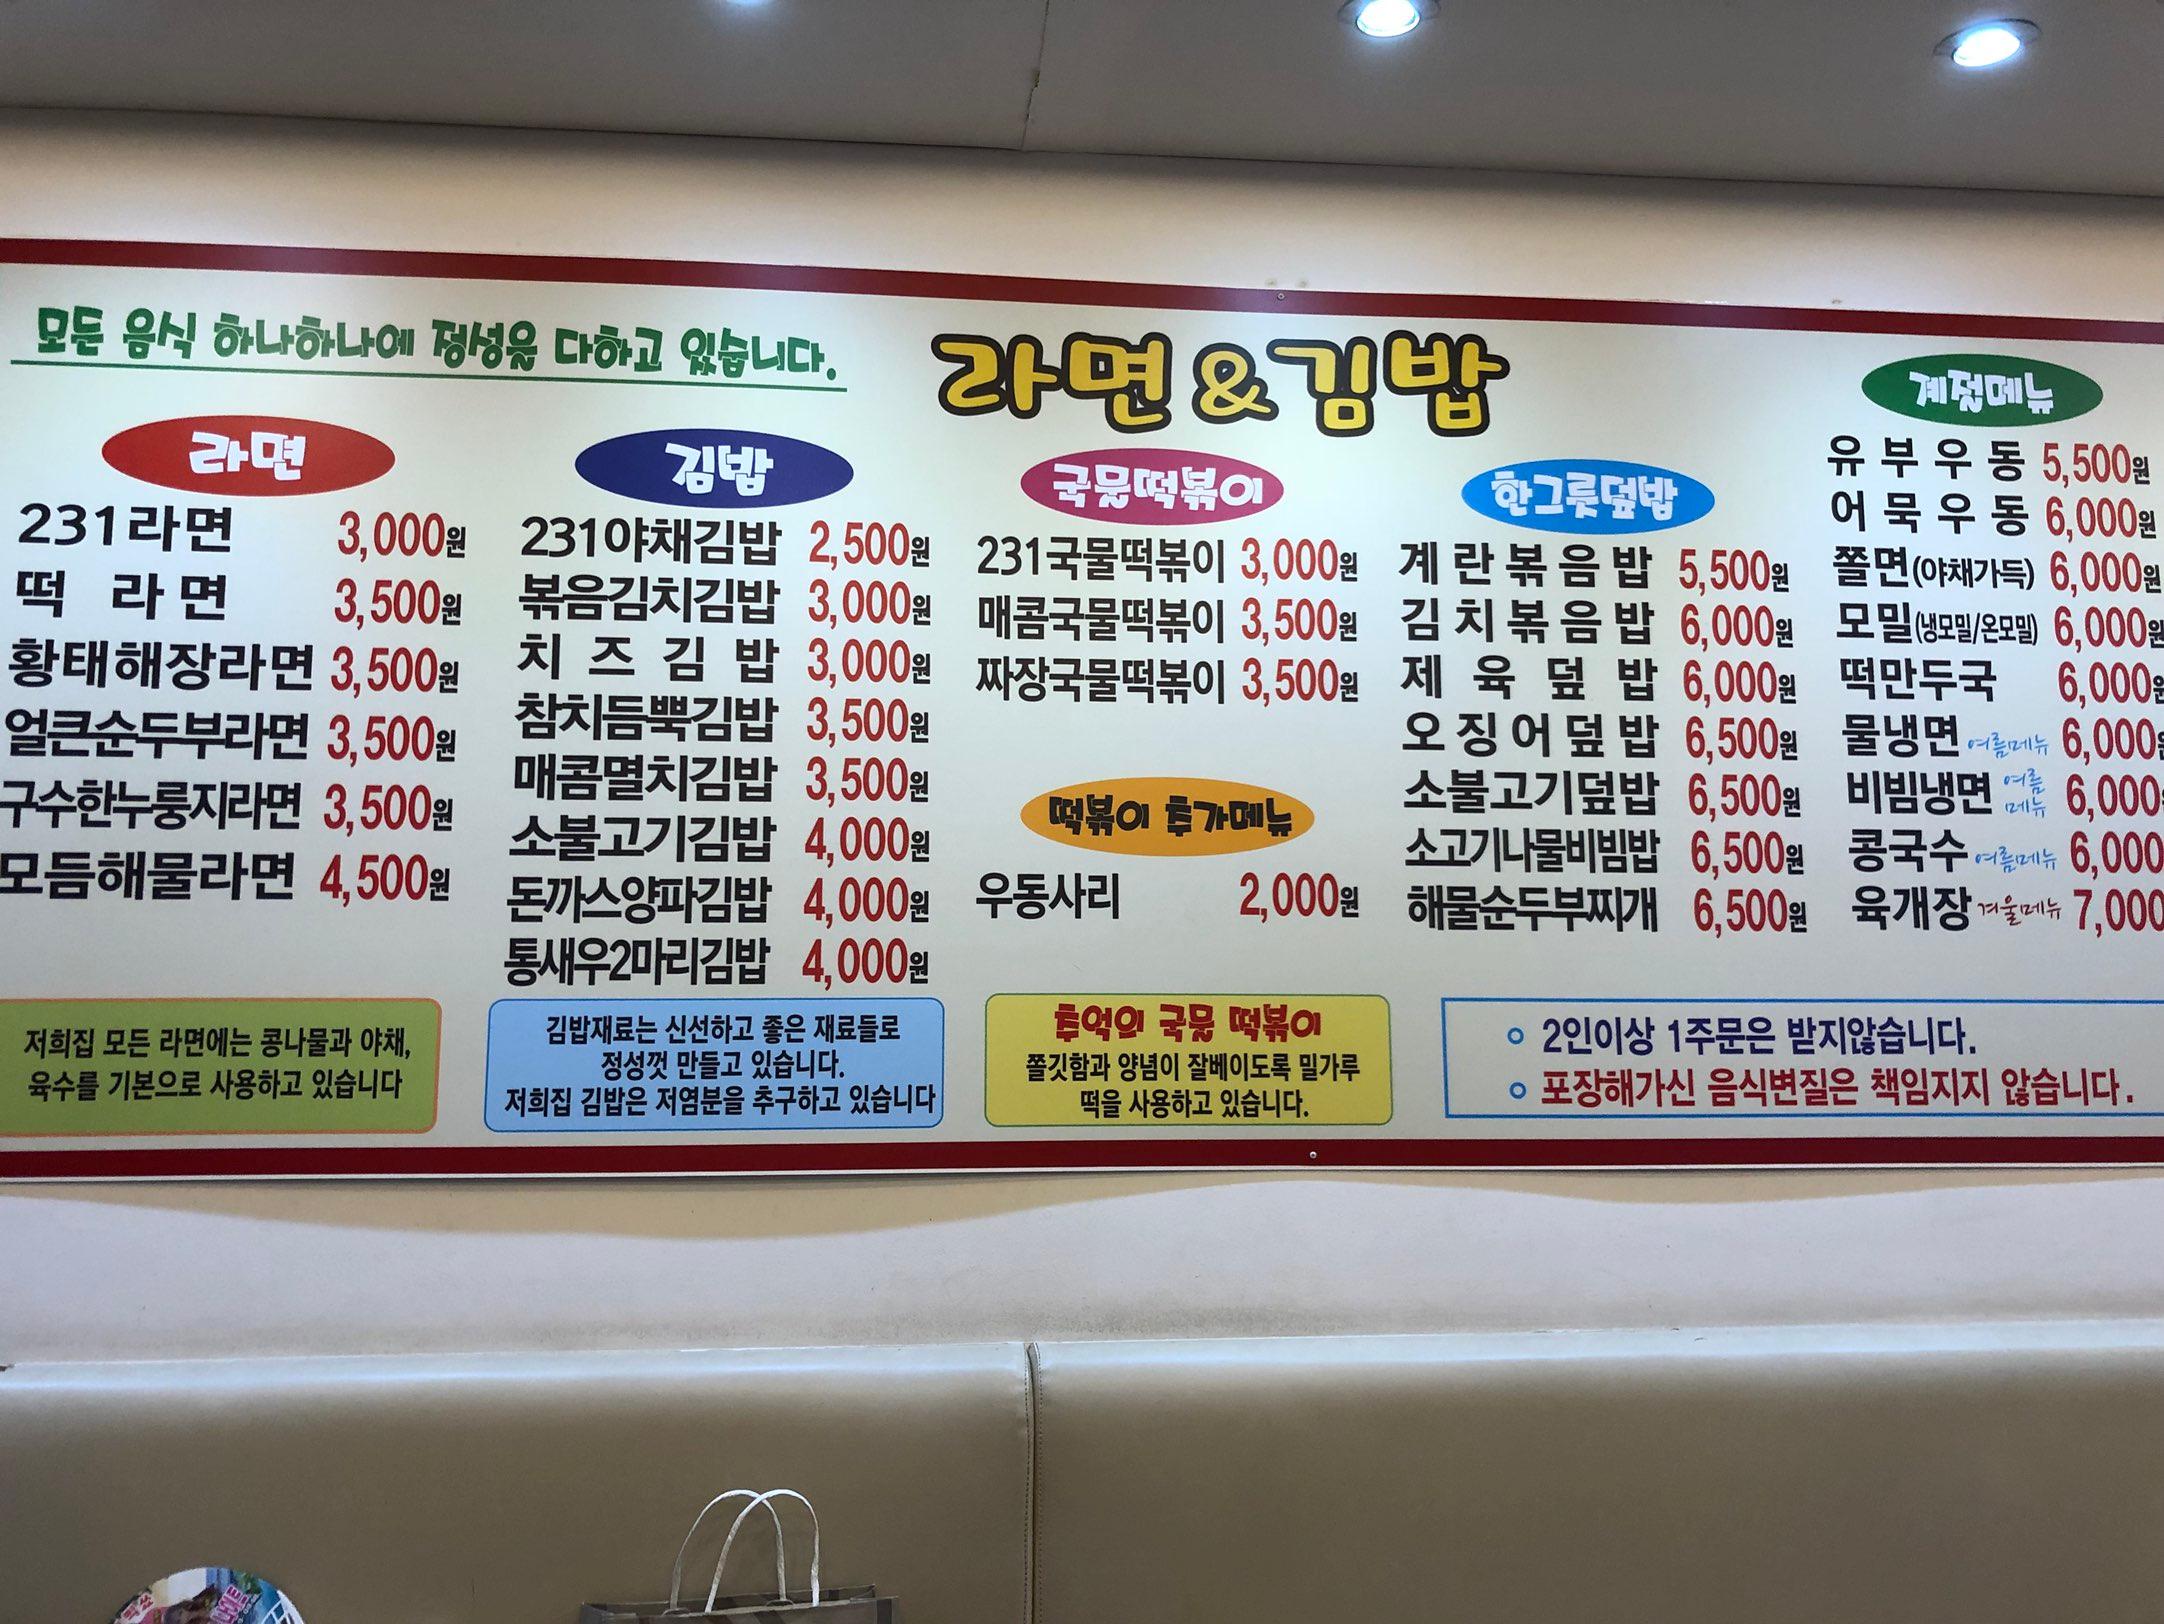 모든 음식 하나하나에 정성을 다하고 있습니다.
라면&김밥
라면
231라면 3,000원
떡라면 3,500원
황태해장라면 3,500원
얼큰순두부라면 3,500원
구수한누룽지라면 3,500원
모듬해물라면 4,500원
저희집 모든 라면에는 콩나물과 야채,
육수를 기본으로 사용하고 있습니다
김밥
231야채김밥 2,500원
볶음김치김밥 3,000원
치즈김밥 3,000원
참치듬뿍김밥 3,500원
매콤멸치김밥 3,500원
소불고기김밥 4,000원
돈까스양파김밥 4,000원
통새우2마리김밥 4,000원
김밥재료는 신선하고 좋은 재료들로
정성껏 만들고 있습니다.
저희집 김밥은 저염분을 추구하고 있습니다
국물떡볶이
231국물떡볶이 3,000원
매콤국물떡볶이 3,500원
짜장국물떡볶이 3,500원
떡볶이 추가메뉴
우동사리 2,000원
추억의 국물 떡볶이
쫄깃함과 양념이 잘베이도록 밀가루
떡을 사용하고 있습니다.
한그릇덮밥
계란볶음밥 5,500원
김치볶음밥 6,000원
제육덮밥 6,000원
오징어덮밥 6,500원
소불고기덮밥 6,500원
소고기나물비빔밥 6,500원
해물순두부찌개 6,500원
계절메뉴
유부우동 5,500원
어묵우동 6,000원
쫄면(야채가득) 6,000원
모밀(냉모밀/온모밀) 6,000원
떡만두국 6,000원
물냉면 여름메뉴 6,000원
비빔냉면 여름 메뉴 6,000
콩국수 여름메뉴 6,000
육개장 겨울메뉴 7,000
2인이상 1주문은 받지않습니다.
포장해가신 음식변질은 책임지지 않습니다.